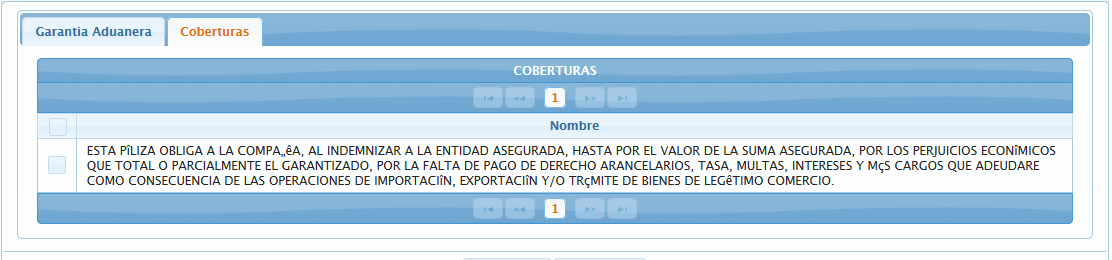 Garantia Aduanera
Coberturas
COBERTURAS
1
Nombre
ESTA PîLIZA OBLIGA A LA COMPA„êA, AL INDEMNIZAR A LA ENTIDAD ASEGURADA, HASTA POR EL VALOR DE LA SUMA ASEGURADA, POR LOS PERJUICIOS ECONîMICOS
QUE TOTAL O PARCIALMENTE EL GARANTIZADO, POR LA FALTA DE PAGO DE DERECHO ARANCELARIOS, TASA, MULTAS, INTERESES Y MçS CARGOS QUE ADEUDARE
COMO CONSECUENCIA DE LAS OPERACIONES DE IMPORTACIîN, EXPORTACIîN Y/O TRçMITE DE BIENES DE LEGêTIMO COMERCIO.
1